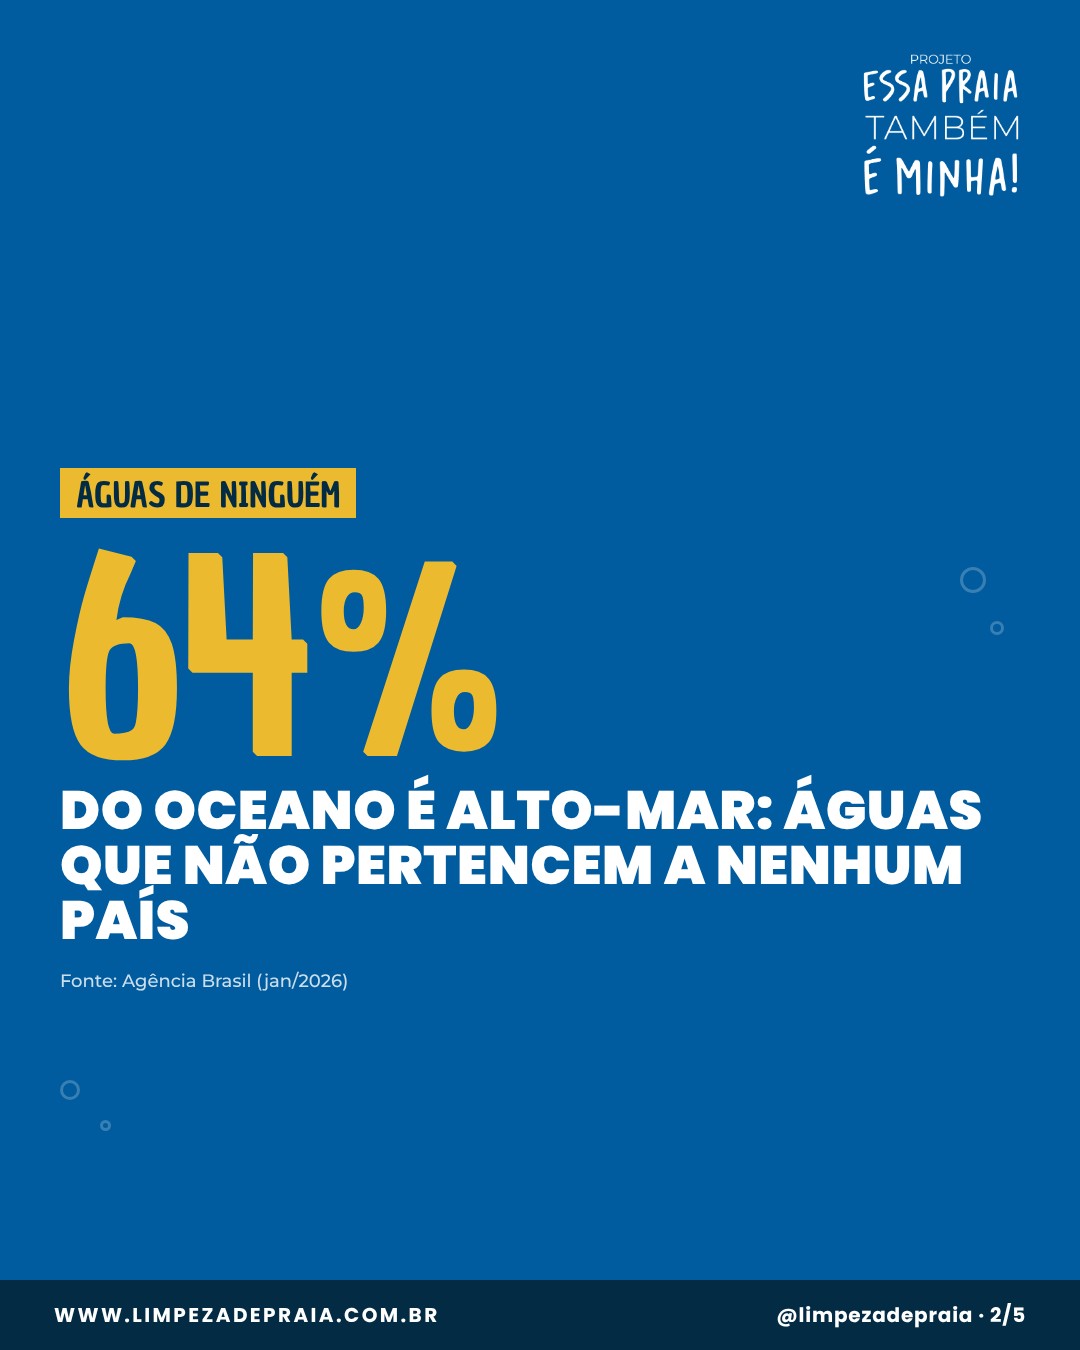 PROJETO
ESSA PRAIA
TAMBÉM
É MINHA!
ÁGUAS DE NINGUÉM
64%
DO OCEANO É ALTO-MAR: ÁGUAS
QUE NÃO PERTENCEM A NENHUM
PAÍS
Fonte: Agência Brasil (jan/2026)
WWW.LIMPEZADEPRAIA.COM.BR
@limpezadepraia · 2/5